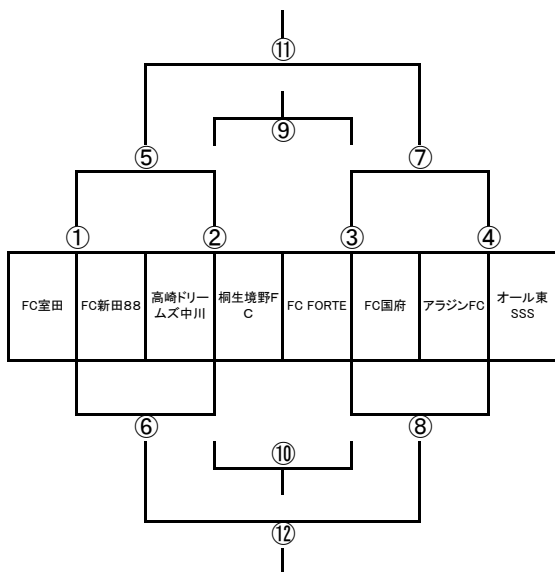 ⑪
⑨
⑤ ⑦
① ② ③ ④
FC室田
FC新田88
高崎ドリー
ムズ中川
桐生境野F
C
FC FORTE
FC国府
アラジンFC
オール東
SSS
⑥ ⑧
⑩
⑫